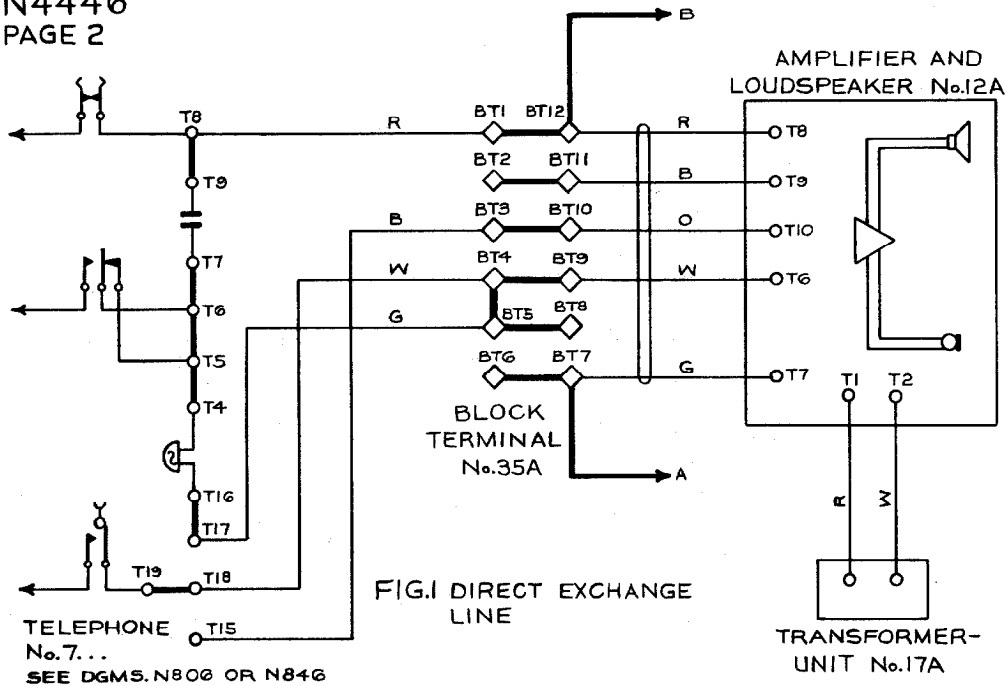 N4446
PAGE 2
B
AMPLIFIER AND
LOUDSPEAKER No.12A
T8
R
BT1
BT12
R
T8
T9
BT2
BT11
B
T9
B
BT3
BT10
O
T10
T7
W
BT4
BT9
W
T6
T6
G
BT5
BT8
T5
BT6
BT7
G
T7
T4
T1
T2
BLOCK
TERMINAL
No.35A
A
T16
T17
R
W
T19
T18
FIG.1 DIRECT EXCHANGE
LINE
T15
TELEPHONE
No.7...
SEE DGMS. N806 OR N846
TRANSFORMER-
UNIT No.17A